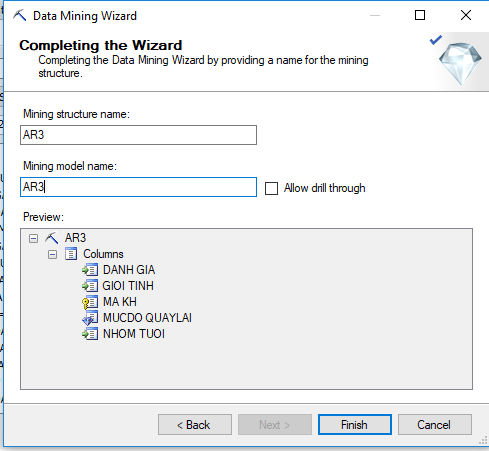 Data Mining Wizard
Completing the Wizard
Completing the Data Mining Wizard by providing a name for the mining
structure.
Mining structure name:
AR3
Mining model name:
AR3
Allow drill through
Preview:
AR3
Columns
DANH GIA
GIOI TINH
MA KH
MUCDO QUAYLAI
NHOM TUOI
< Back
Next >
Finish
Cancel